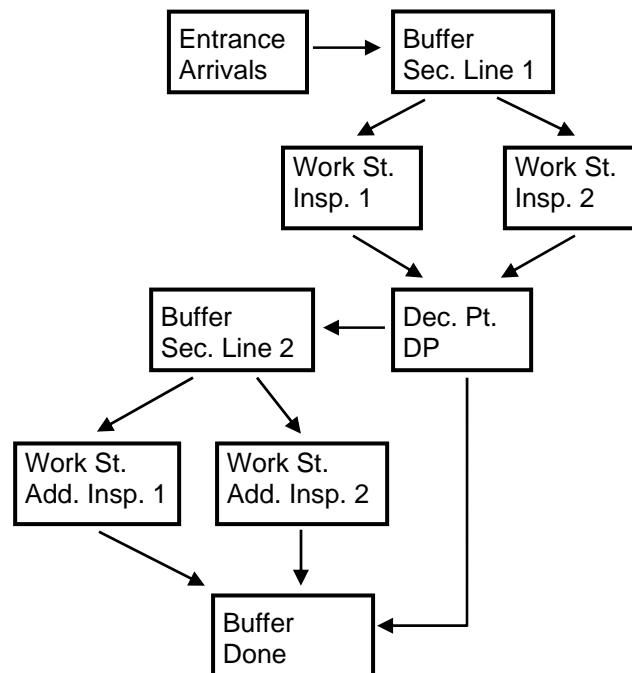 Entrance
Arrivals
Buffer
Sec. Line 1
Work St.
Insp. 1
Work St.
Insp. 2
Buffer
Sec. Line 2
Dec. Pt.
DP
Work St.
Add. Insp. 1
Work St.
Add. Insp. 2
Buffer
Done